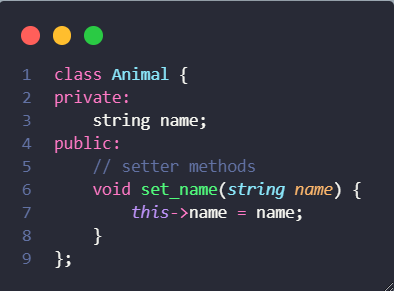 1 class Animal {
2 private:
3     string name;
4 public:
5     // setter methods
6     void set_name(string name) {
7         this->name = name;
8     }
9 };